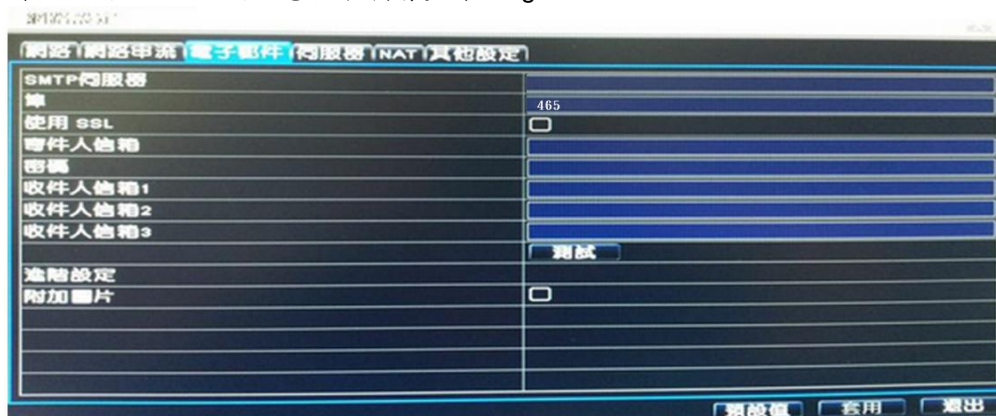 網路 網路串流 電子郵件 伺服器 NAT 其他設定
SMTP伺服器
埠 465
使用 SSL
寄件人信箱
密碼
收件人信箱1
收件人信箱2
收件人信箱3
測試
進階設定
附加圖片
預設值 套用 退出